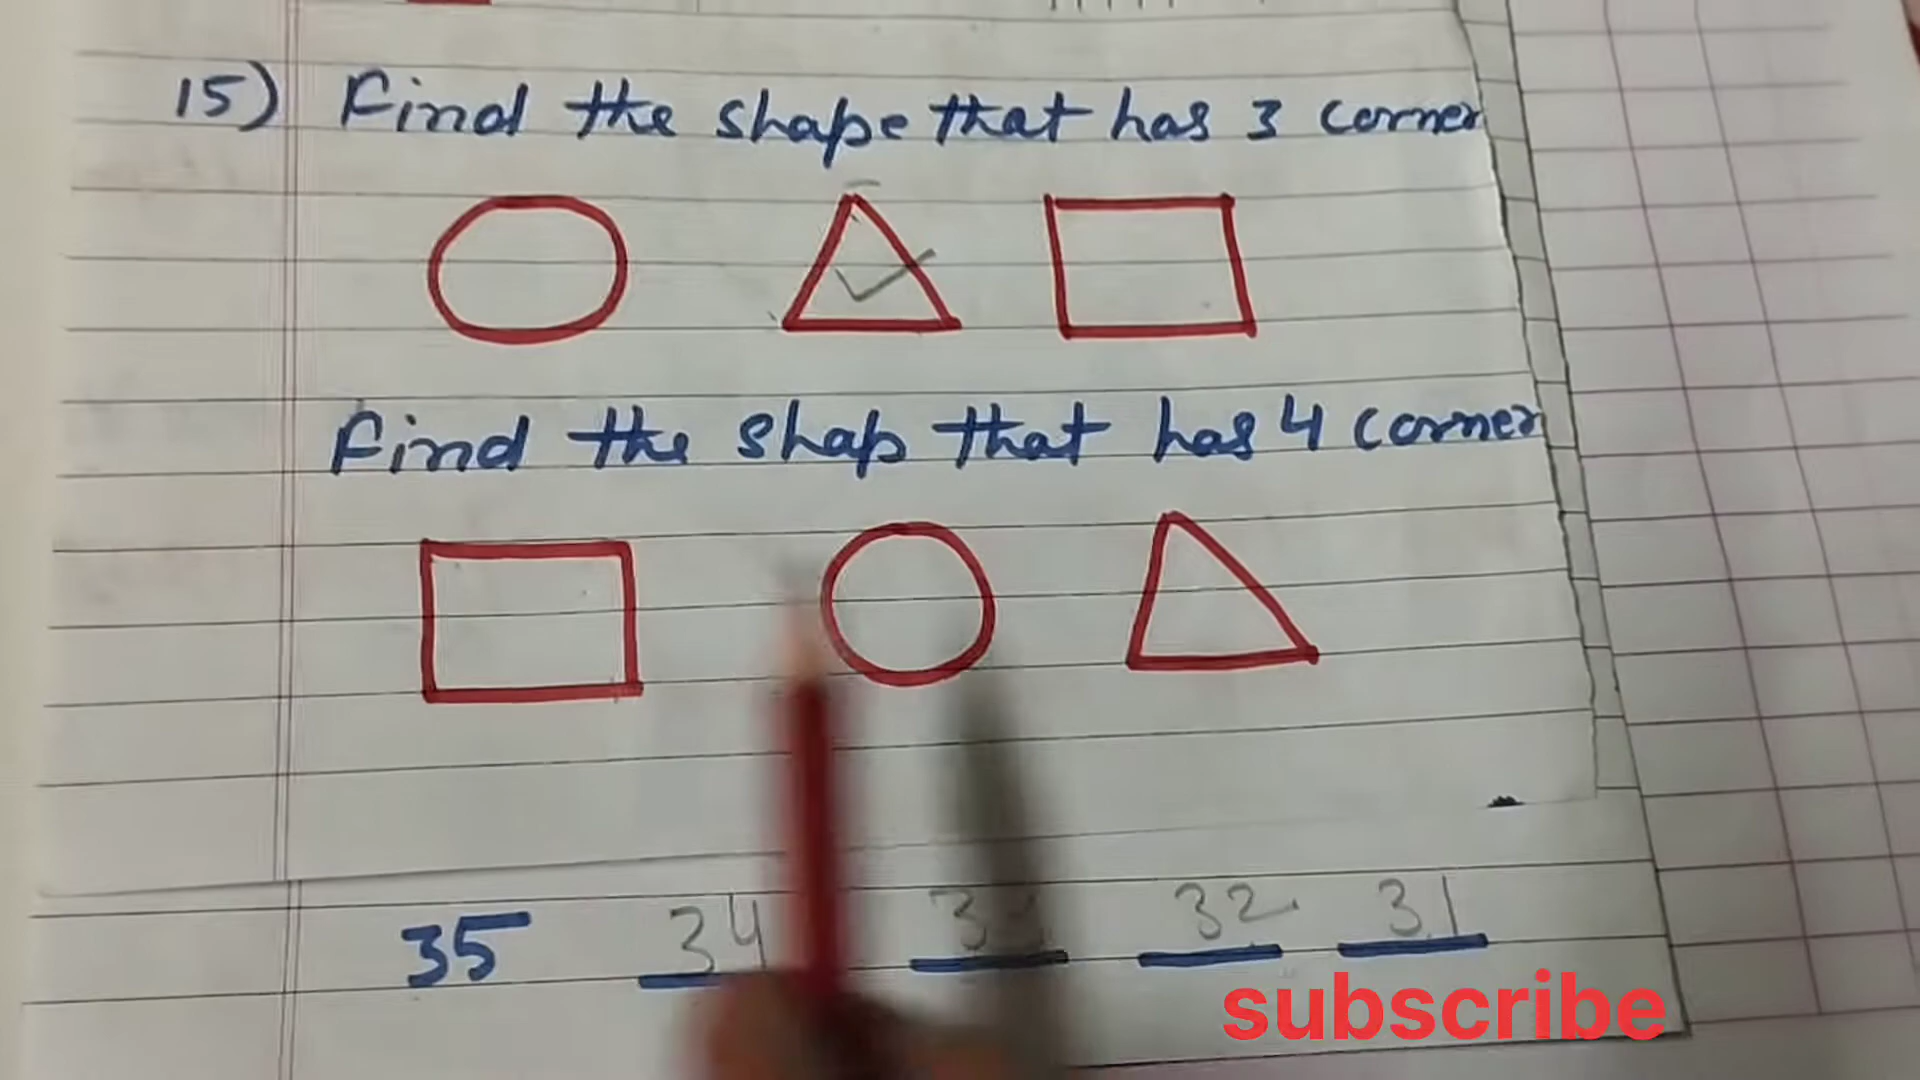 15) Find the shape that has 3 corner
Find the shap that has 4 corner
35 34 33 32 31
subscribe